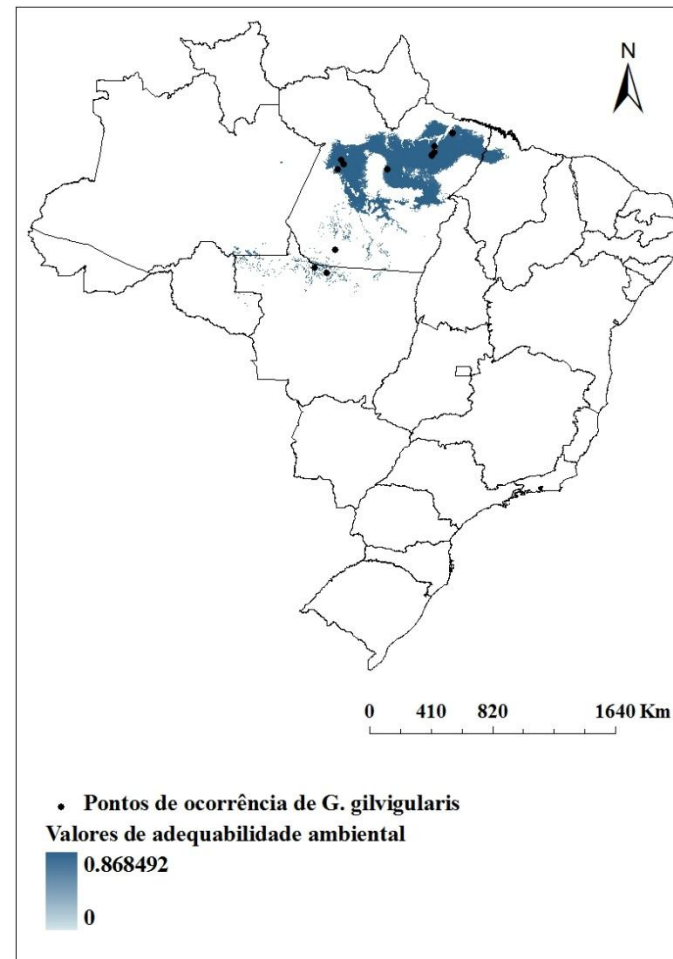 N
0 410 820 1640 Km
Pontos de ocorrência de G. gilvigularis
Valores de adequabilidade ambiental
0.868492
0